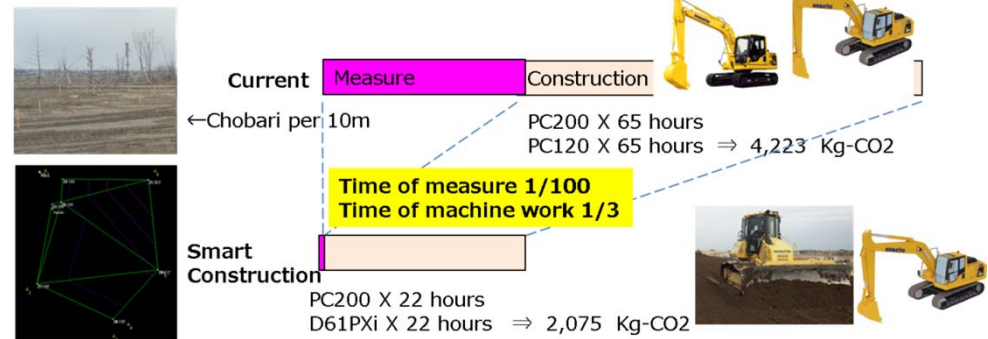 Current
Measure
Construction
←Chobari per 10m
PC200 X 65 hours
PC120 X 65 hours ⇒ 4,223 Kg-CO2
Time of measure 1/100
Time of machine work 1/3
Smart
Construction
PC200 X 22 hours
D61PXi X 22 hours ⇒ 2,075 Kg-CO2